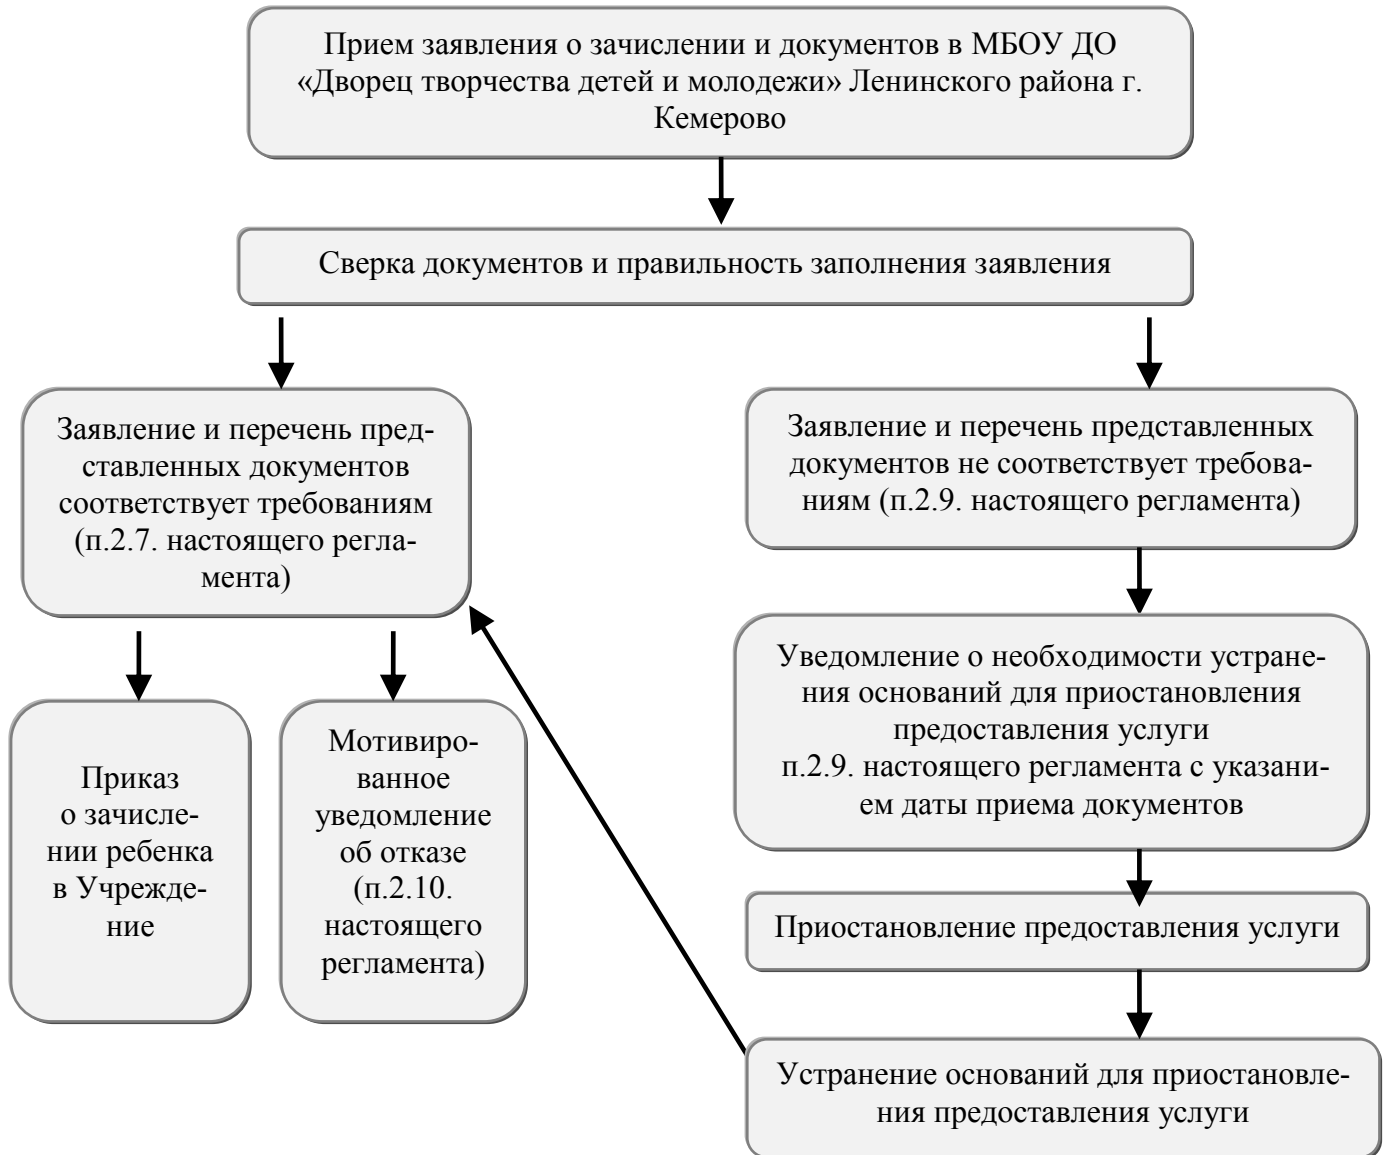 Прием заявления о зачислении и документов в МБОУ ДО
«Дворец творчества детей и молодежи» Ленинского района г.
Кемерово
Сверка документов и правильность заполнения заявления
Заявление и перечень пред-
ставленных документов
соответствует требованиям
(п.2.7. настоящего регла-
мента)
Заявление и перечень представленных
документов не соответствует требова-
ниям (п.2.9. настоящего регламента)
Уведомление о необходимости устране-
ния оснований для приостановления
предоставления услуги
п.2.9. настоящего регламента с указани-
ем даты приема документов
Приказ
о зачисле-
нии ребенка
в Учрежде-
ние
Мотивиро-
ванное
уведомление
об отказе
(п.2.10.
настоящего
регламента)
Приостановление предоставления услуги
Устранение оснований для приостановле-
ния предоставления услуги